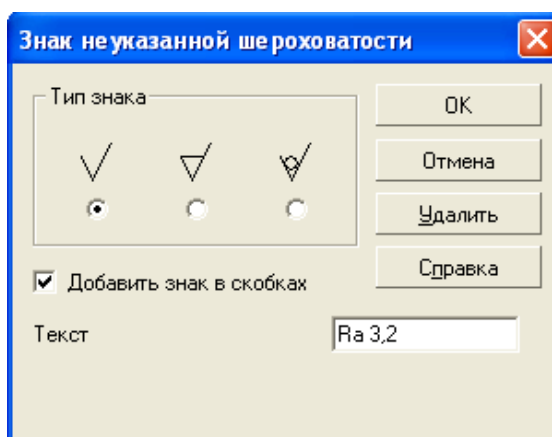 Знак неуказанной шероховатости
Тип знака
OK
Отмена
Удалить
Справка
Добавить знак в скобках
Текст
Ra 3,2